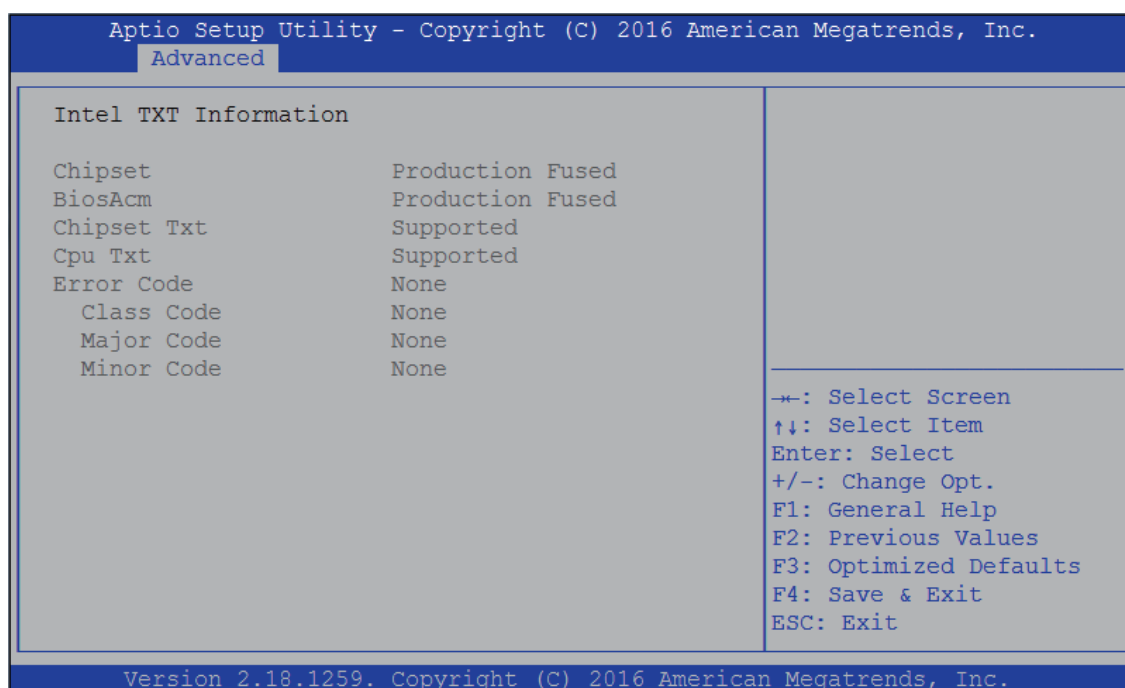 Aptio Setup Utility - Copyright (C) 2016 American Megatrends, Inc.
Advanced
Intel TXT Information
Chipset Production Fused
BiosAcm Production Fused
Chipset Txt Supported
Cpu Txt Supported
Error Code None
Class Code None
Major Code None
Minor Code None
→←: Select Screen
↑↓: Select Item
Enter: Select
+/-: Change Opt.
F1: General Help
F2: Previous Values
F3: Optimized Defaults
F4: Save & Exit
ESC: Exit
Version 2.18.1259. Copyright (C) 2016 American Megatrends, Inc.